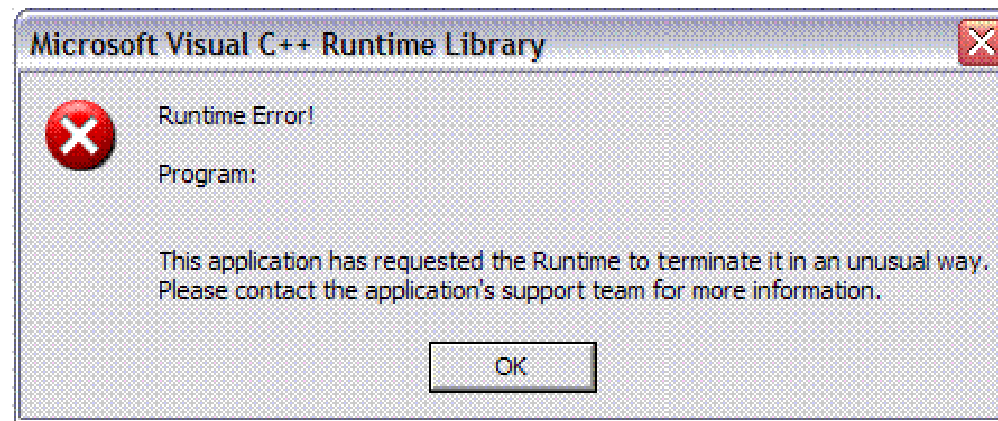 Microsoft Visual C++ Runtime Library
Runtime Error!
Program:
This application has requested the Runtime to terminate it in an unusual way.
Please contact the application's support team for more information.
OK